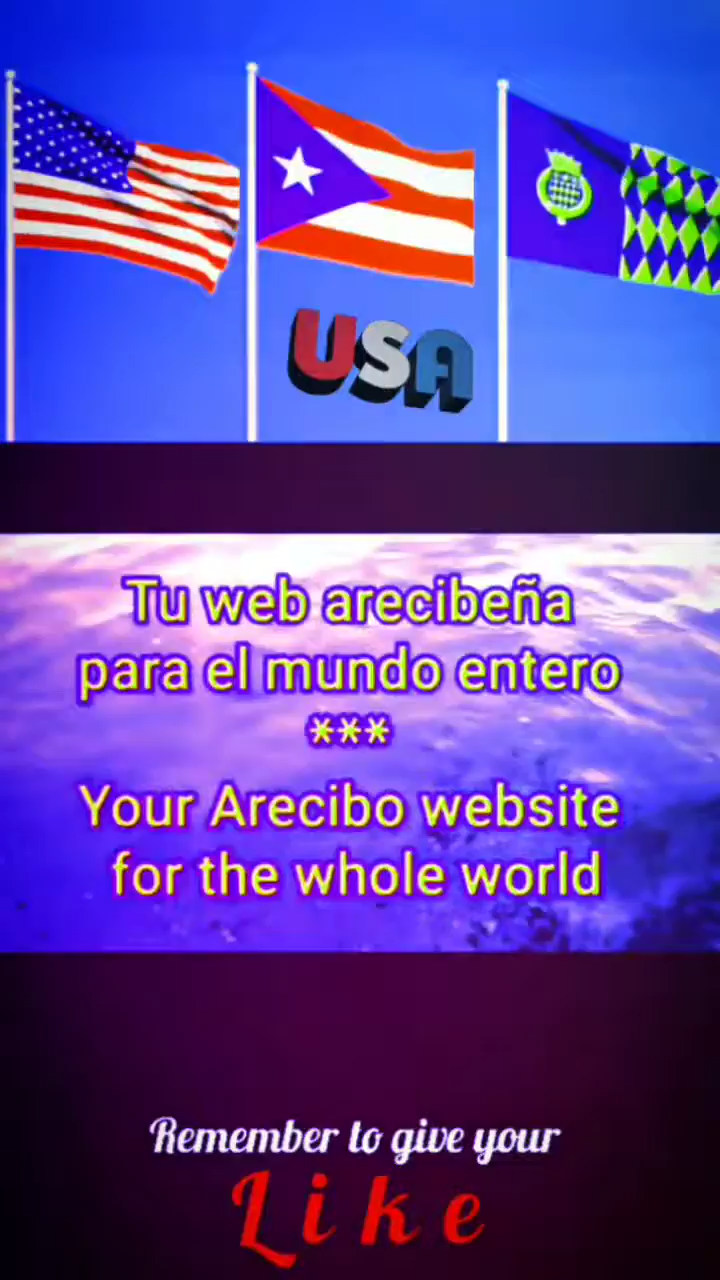 USA
Tu web arecibeña
para el mundo entero
***
Your Arecibo website
for the whole world
Remember to give your
Like